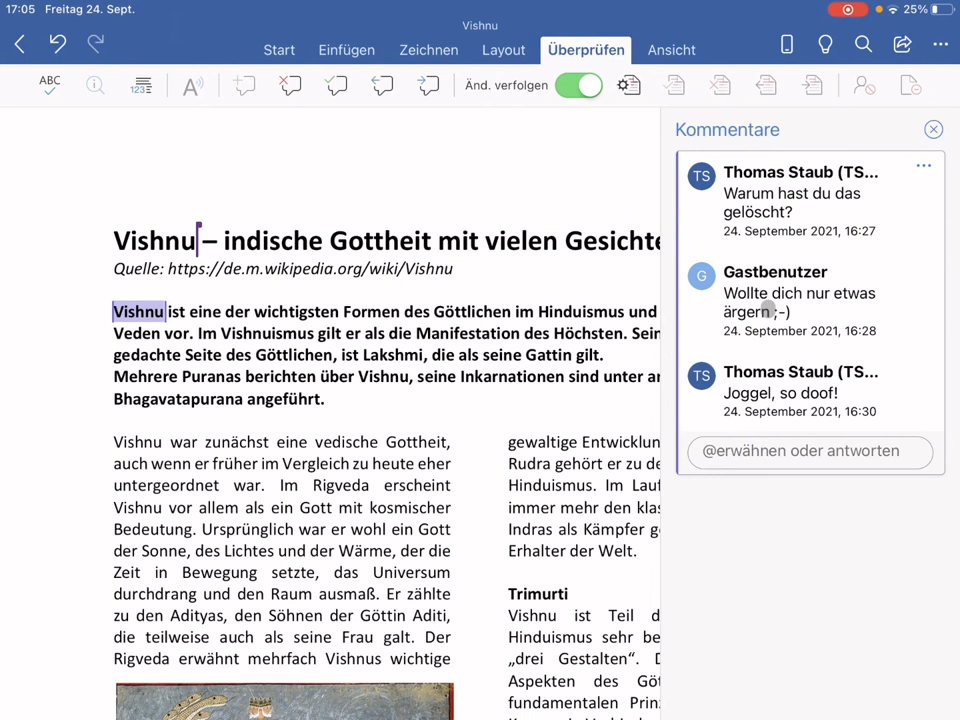 17:05 Freitag 24. Sept.
25%
Vishnu
Start Einfügen Zeichnen Layout Überprüfen Ansicht
ABC
123
A
Änd. verfolgen
Kommentare
TS
Thomas Staub (TS...
Warum hast du das
gelöscht?
24. September 2021, 16:27
G
Gastbenutzer
Wollte dich nur etwas
ärgern ;-)
24. September 2021, 16:28
TS
Thomas Staub (TS...
Joggel, so doof!
24. September 2021, 16:30
@erwähnen oder antworten
Vishnu – indische Gottheit mit vielen Gesichte
Quelle: https://de.m.wikipedia.org/wiki/Vishnu
Vishnu ist eine der wichtigsten Formen des Göttlichen im Hinduismus und
Veden vor. Im Vishnuismus gilt er als die Manifestation des Höchsten. Sein
gedachte Seite des Göttlichen, ist Lakshmi, die als seine Gattin gilt.
Mehrere Puranas berichten über Vishnu, seine Inkarnationen sind unter an
Bhagavatapurana angeführt.
Vishnu war zunächst eine vedische Gottheit,
auch wenn er früher im Vergleich zu heute eher
untergeordnet war. Im Rigveda erscheint
Vishnu vor allem als ein Gott mit kosmischer
Bedeutung. Ursprünglich war er wohl ein Gott
der Sonne, des Lichtes und der Wärme, der die
Zeit in Bewegung setzte, das Universum
durchdrang und den Raum ausmaß. Er zählte
zu den Adityas, den Söhnen der Göttin Aditi,
die teilweise auch als seine Frau galt. Der
Rigveda erwähnt mehrfach Vishnus wichtige
gewaltige Entwicklun
Rudra gehört er zu de
Hinduismus. Im Lauf
immer mehr den klas
Indras als Kämpfer g
Erhalter der Welt.
Trimurti
Vishnu ist Teil d
Hinduismus sehr be
„drei Gestalten“. D
Aspekten des Göt
fundamentalen Prin